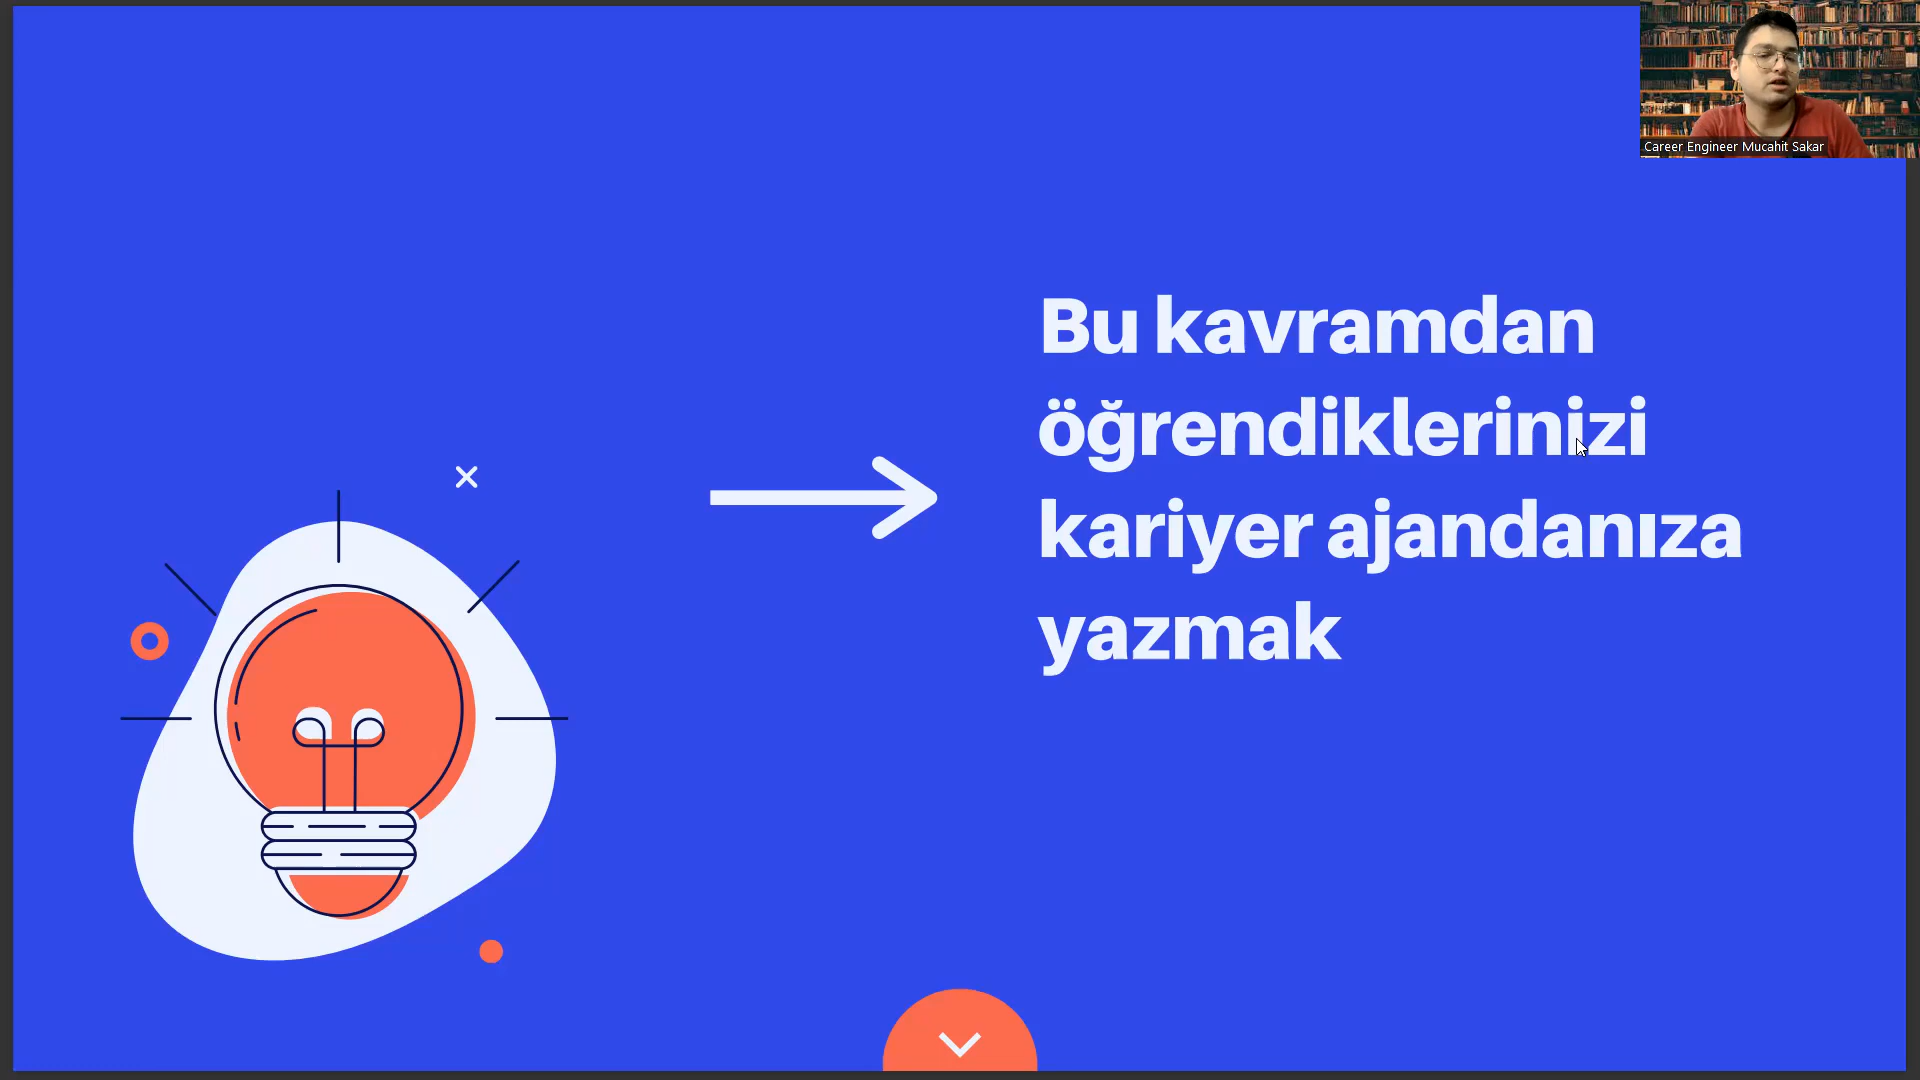 Career Engineer Mucahit Sakar
Bu kavramdan
öğrendiklerinizi
kariyer ajandanıza
yazmak